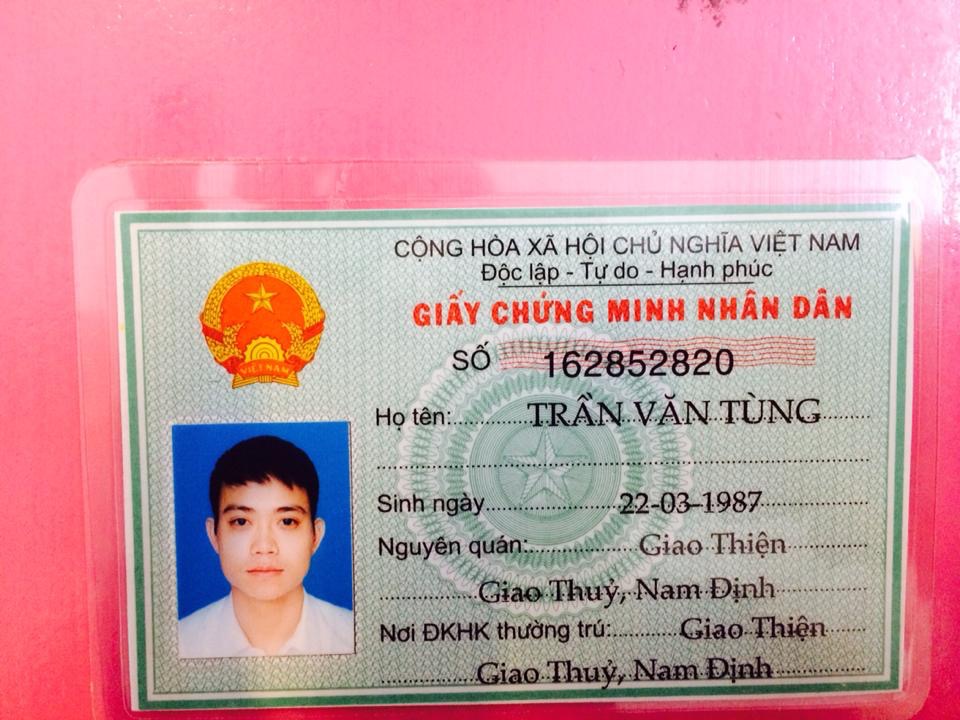 CỘNG HÒA XÃ HỘI CHỦ NGHĨA VIỆT NAM
Độc lập - Tự do - Hạnh phúc
GIẤY CHỨNG MINH NHÂN DÂN
SỐ 162852820
Họ tên: TRẦN VĂN TÙNG
Sinh ngày 22-03-1987
Nguyên quán: Giao Thiện
Giao Thuỷ, Nam Định
Nơi ĐKHK thường trú: Giao Thiện
Giao Thuỷ, Nam Định
VIỆT NAM